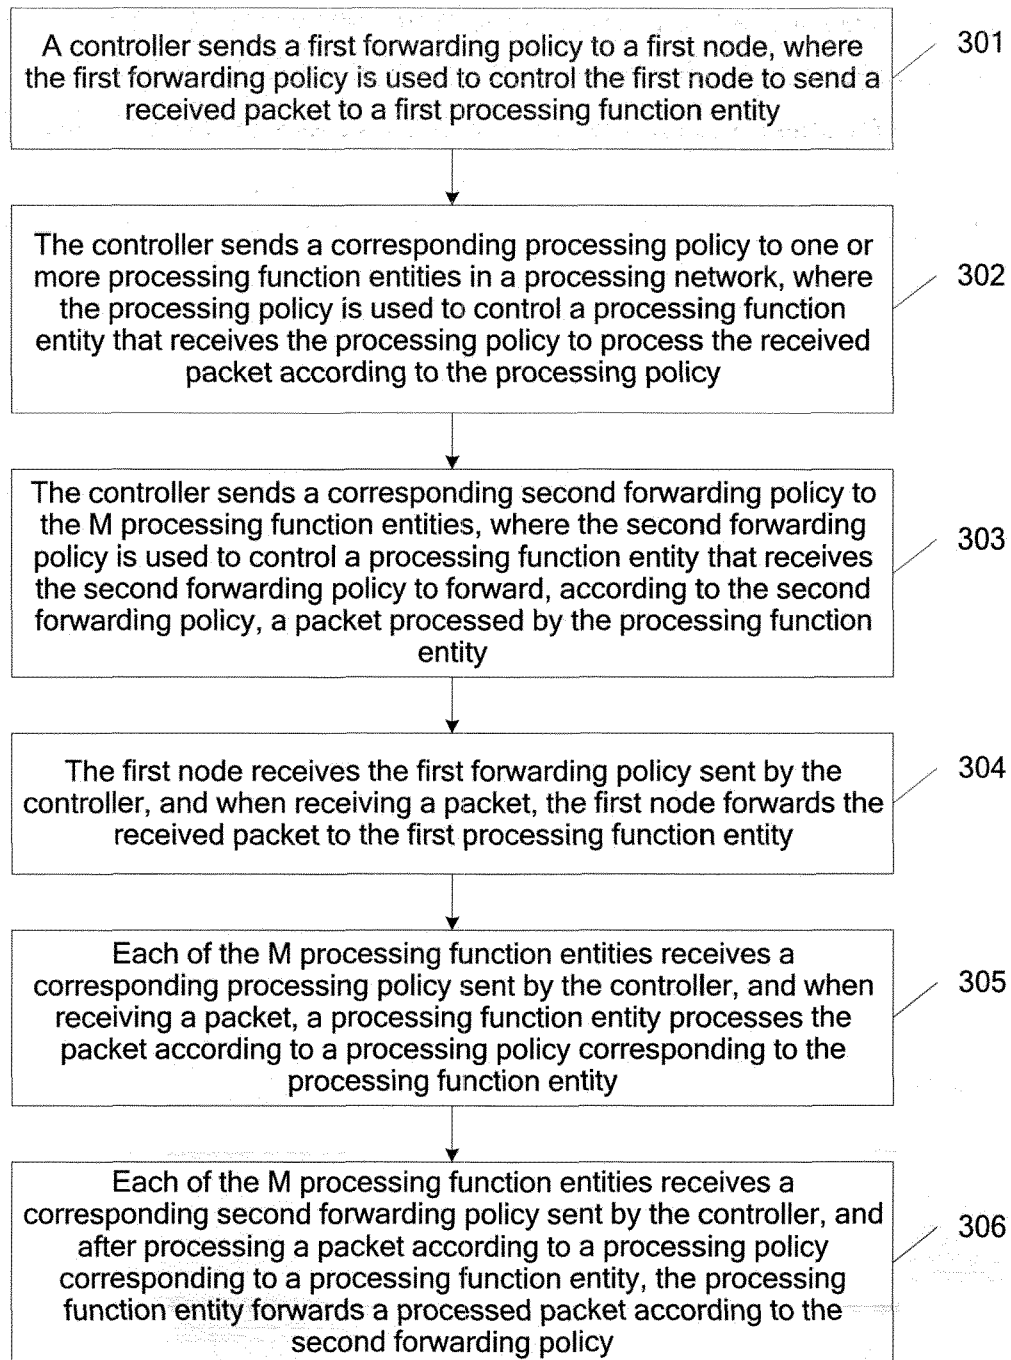 A controller sends a first forwarding policy to a first node, where
the first forwarding policy is used to control the first node to send a
received packet to a first processing function entity
301
The controller sends a corresponding processing policy to one or
more processing function entities in a processing network, where
the processing policy is used to control a processing function
entity that receives the processing policy to process the received
packet according to the processing policy
302
The controller sends a corresponding second forwarding policy to
the M processing function entities, where the second forwarding
policy is used to control a processing function entity that receives
the second forwarding policy to forward, according to the second
forwarding policy, a packet processed by the processing function
entity
303
The first node receives the first forwarding policy sent by the
controller, and when receiving a packet, the first node forwards the
received packet to the first processing function entity
304
Each of the M processing function entities receives a
corresponding processing policy sent by the controller, and when
receiving a packet, a processing function entity processes the
packet according to a processing policy corresponding to the
processing function entity
305
Each of the M processing function entities receives a
corresponding second forwarding policy sent by the controller, and
after processing a packet according to a processing policy
corresponding to a processing function entity, the processing
function entity forwards a processed packet according to the
second forwarding policy
306